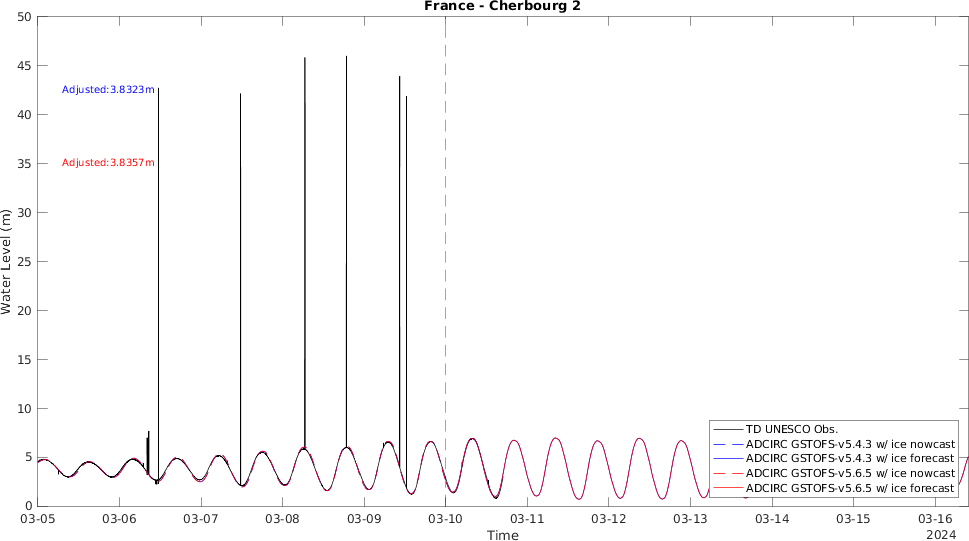 France - Cherbourg 2
50
45
40
35
30
25
20
15
10
5
0
Water Level (m)
Adjusted:3.8323m
Adjusted:3.8357m
TD UNESCO Obs.
ADCIRC GSTOFS-v5.4.3 w/ ice nowcast
ADCIRC GSTOFS-v5.4.3 w/ ice forecast
ADCIRC GSTOFS-v5.6.5 w/ ice nowcast
ADCIRC GSTOFS-v5.6.5 w/ ice forecast
03-05 03-06 03-07 03-08 03-09 03-10 03-11 03-12 03-13 03-14 03-15 03-16
Time
2024